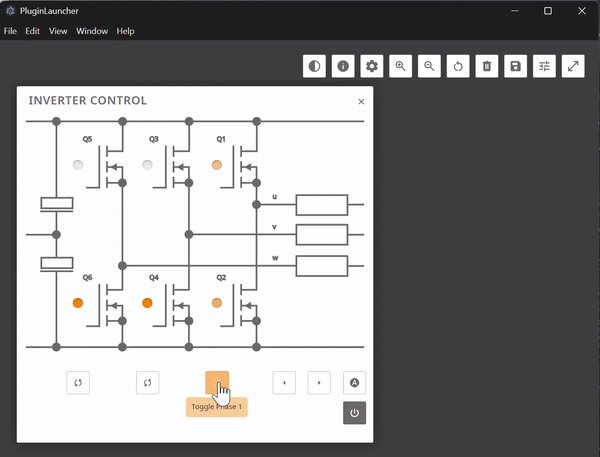 PluginLauncher
File Edit View Window Help
INVERTER CONTROL
Q5 Q3 Q1
u
v
w
Q6 Q4 Q2
A
Toggle Phase 1